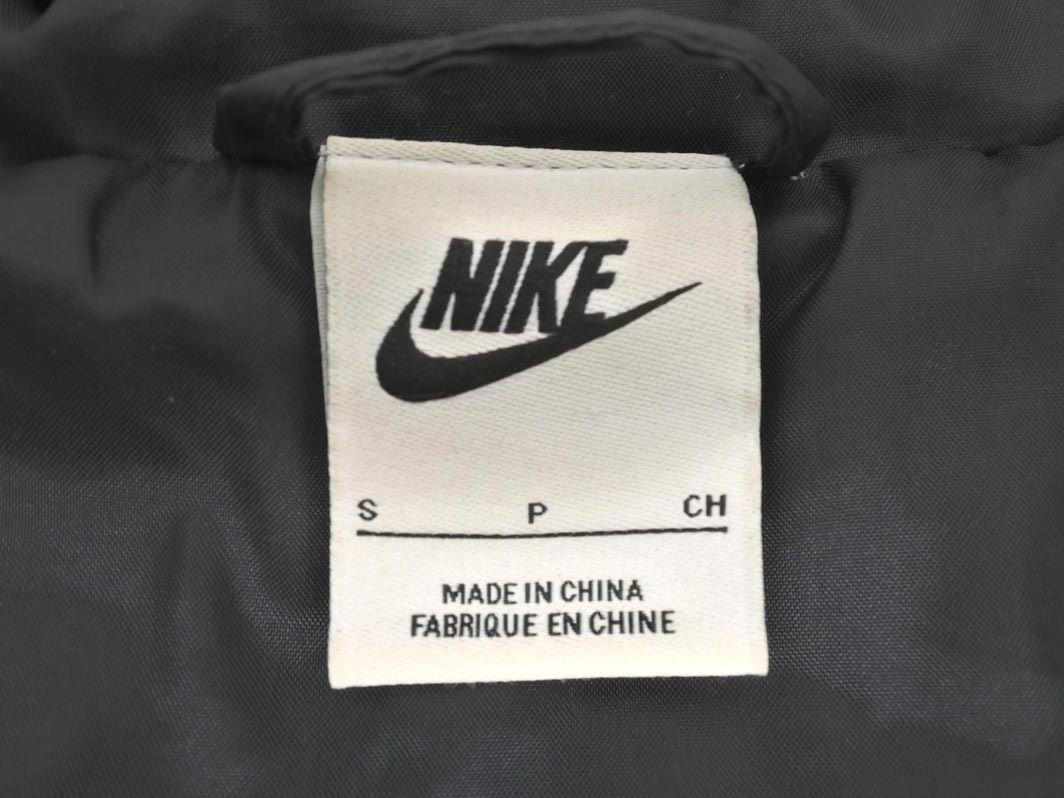 NIKE
S P CH
MADE IN CHINA
FABRIQUE EN CHINE